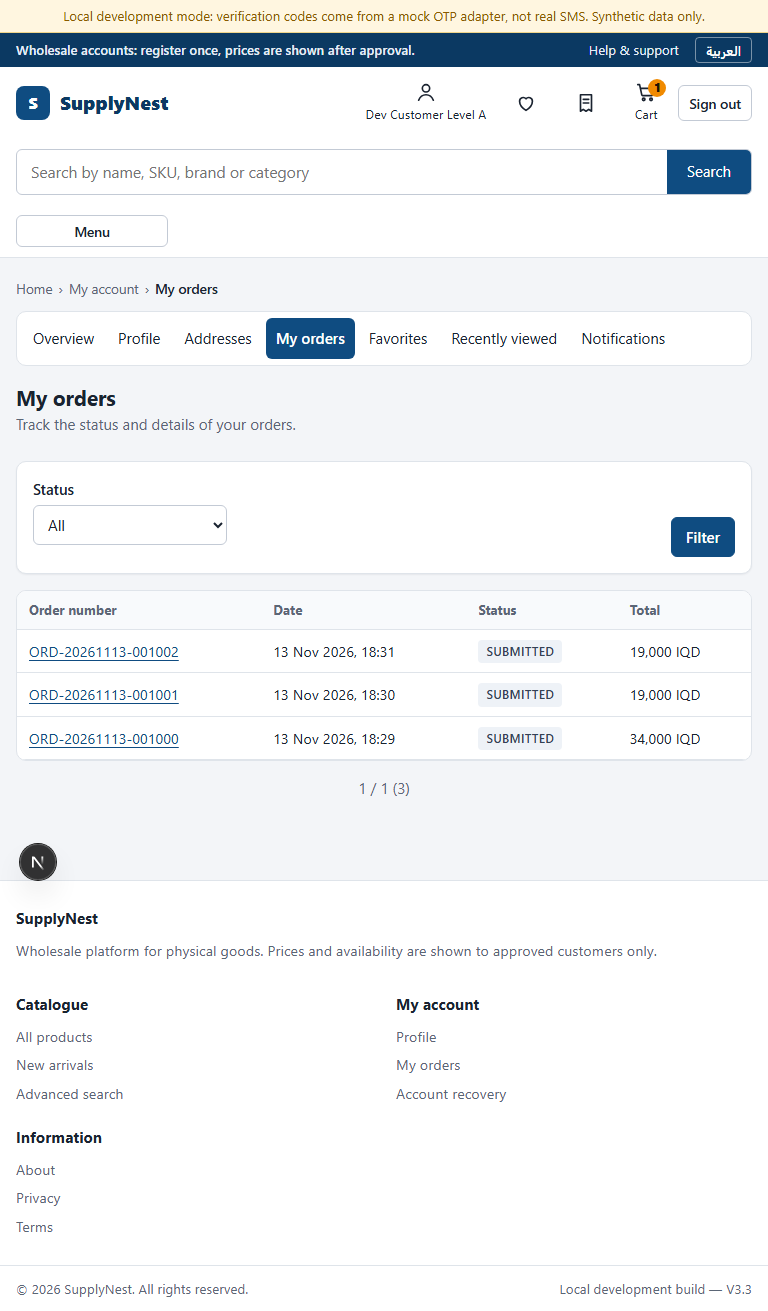 Local development mode: verification codes come from a mock OTP adapter, not real SMS. Synthetic data only.
Wholesale accounts: register once, prices are shown after approval. Help & support العربية
S SupplyNest
Dev Customer Level A
1
Cart
Sign out
Search by name, SKU, brand or category Search
Menu
Home › My account › My orders
Overview Profile Addresses My orders Favorites Recently viewed Notifications
My orders
Track the status and details of your orders.
Status
All
Filter
Order number Date Status Total
ORD-20261113-001002 13 Nov 2026, 18:31 SUBMITTED 19,000 IQD
ORD-20261113-001001 13 Nov 2026, 18:30 SUBMITTED 19,000 IQD
ORD-20261113-001000 13 Nov 2026, 18:29 SUBMITTED 34,000 IQD
1 / 1 (3)
N
SupplyNest
Wholesale platform for physical goods. Prices and availability are shown to approved customers only.
Catalogue
All products
New arrivals
Advanced search
My account
Profile
My orders
Account recovery
Information
About
Privacy
Terms
© 2026 SupplyNest. All rights reserved. Local development build — V3.3